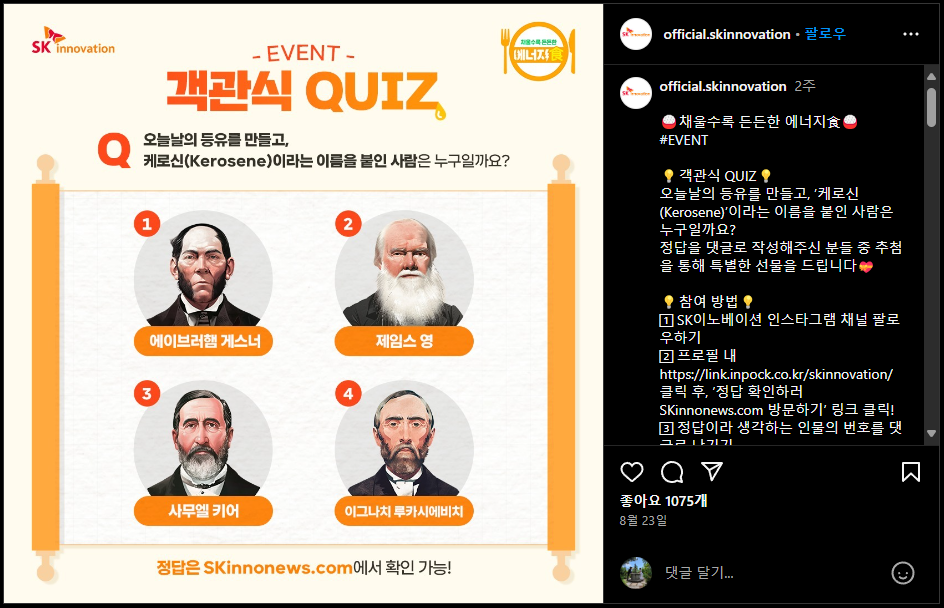 SK innovation
채울수록 든든한
에너지食
- EVENT -
객관식 QUIZ
Q 오늘날의 등유를 만들고,
케로신(Kerosene)이라는 이름을 붙인 사람은 누구일까요?
1
에이브러햄 게스너
2
제임스 영
3
사무엘 키어
4
이그나치 루카시에비치
정답은 SKinnonews.com에서 확인 가능!
official.skinnovation • 팔로우
official.skinnovation 2주
🍚채울수록 든든한 에너지食🍚
#EVENT
💡객관식 QUIZ💡
오늘날의 등유를 만들고, ‘케로신
(Kerosene)’이라는 이름을 붙인 사람은
누구일까요?
정답을 댓글로 작성해주신 분들 중 추첨
을 통해 특별한 선물을 드립니다💝
💡참여 방법💡
[1] SK이노베이션 인스타그램 채널 팔로
우하기
[2] 프로필 내
https://link.inpock.co.kr/skinnovation/
클릭 후, ‘정답 확인하러
SKinnonews.com 방문하기’ 링크 클릭!
[3] 정답이라 생각하는 인물의 번호를 댓
좋아요 1075개
8월 23일
댓글 달기...